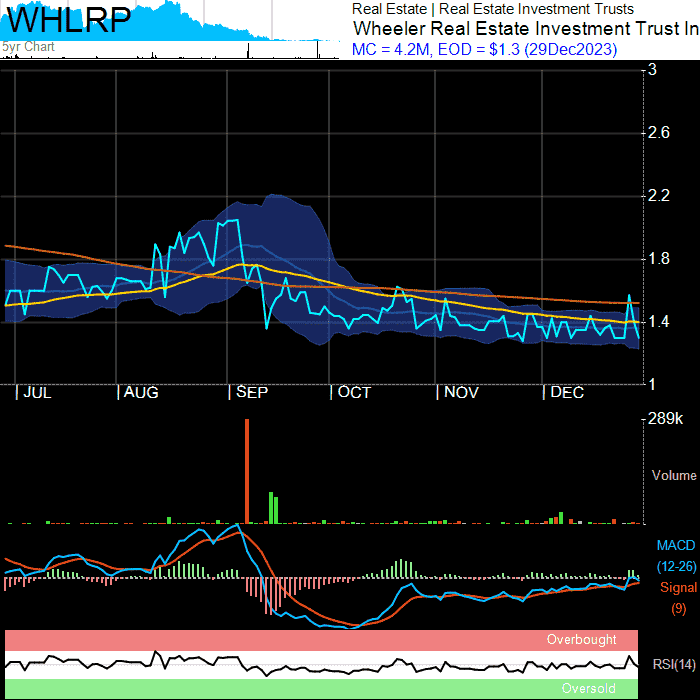 WHLRP
Real Estate | Real Estate Investment Trusts
Wheeler Real Estate Investment Trust In
5yr Chart
MC = 4.2M, EOD = $1.3 (29Dec2023)
3
2.6
2.2
1.8
1.4
1
| JUL | AUG | SEP | OCT | NOV | DEC
289k
Volume
MACD
(12-26)
Signal
(9)
Overbought
RSI(14)
Oversold